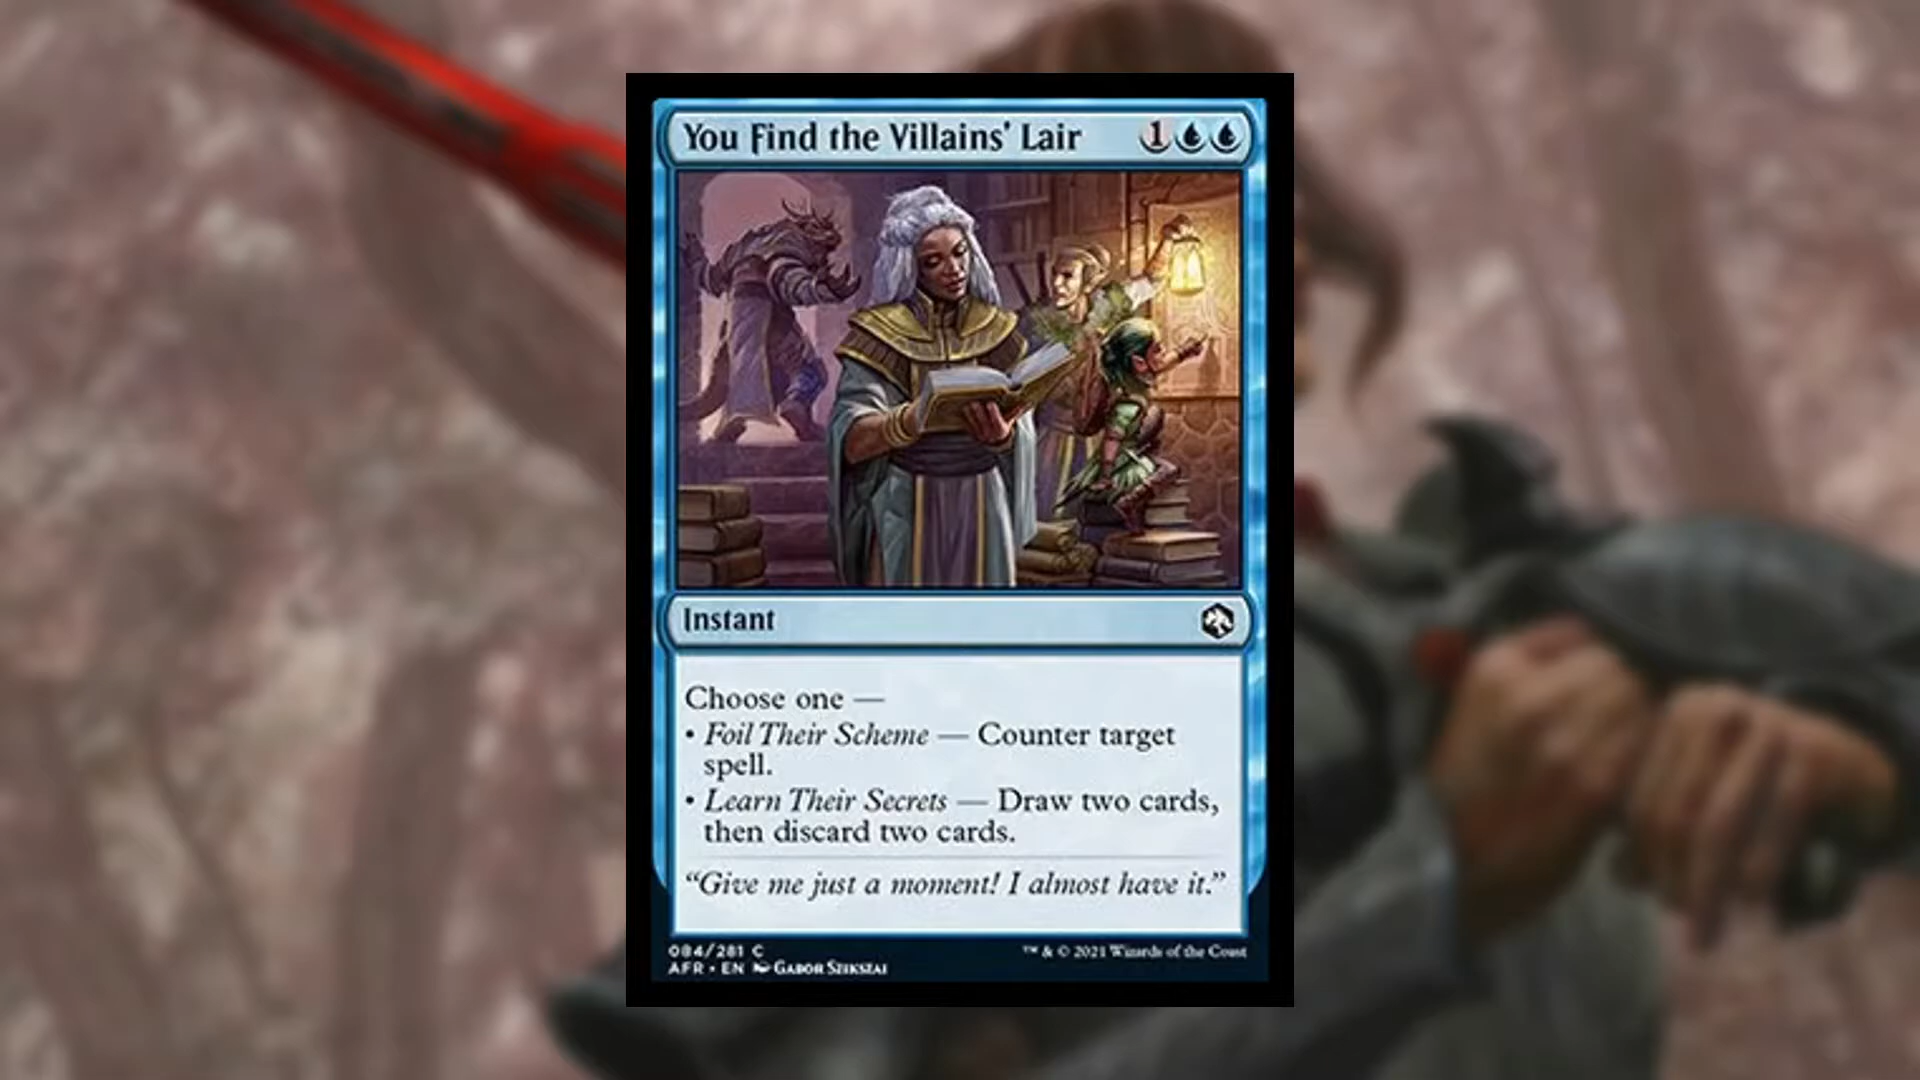 You Find the Villains' Lair 1
Instant
Choose one —
• Foil Their Scheme — Counter target
spell.
• Learn Their Secrets — Draw two cards,
then discard two cards.
“Give me just a moment! I almost have it.”
084/281 C ™ & © 2021 Wizards of the Coast
AFR • EN Gabor Szikszai